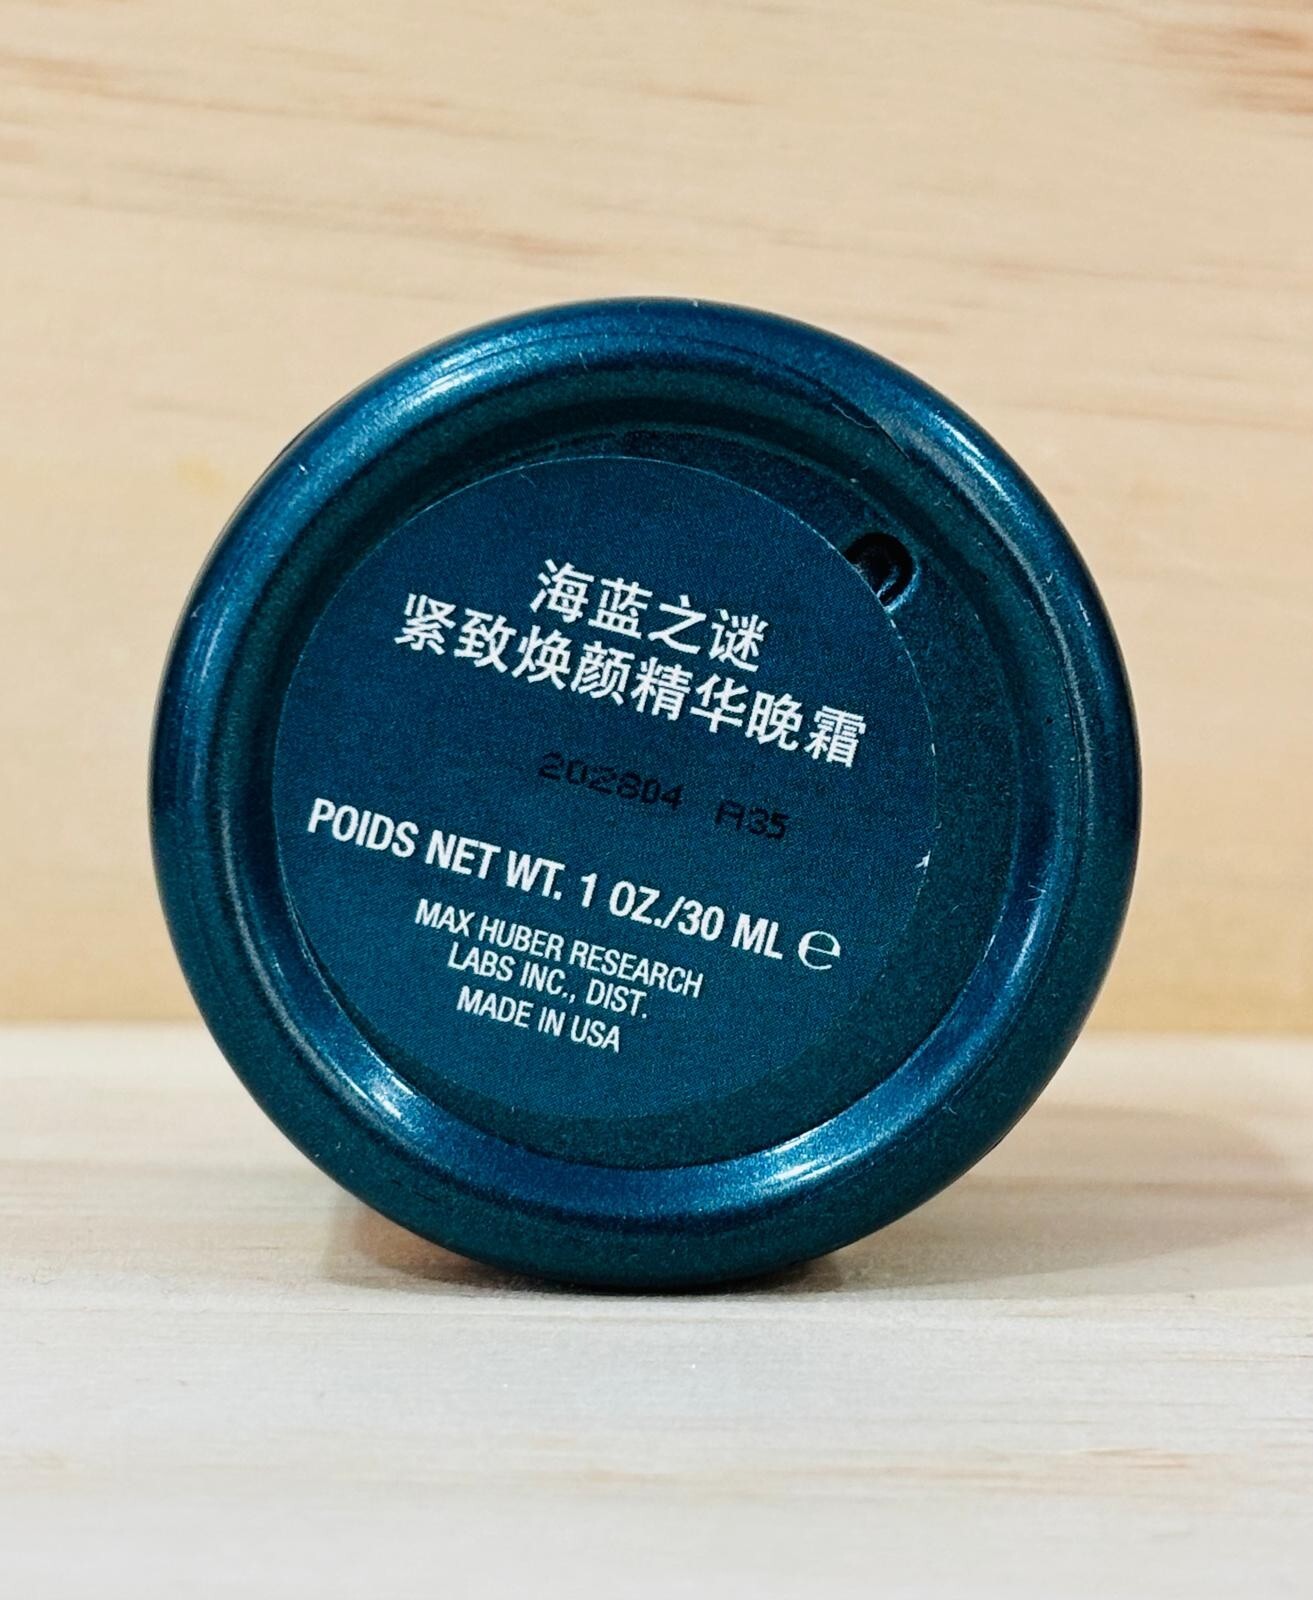 海蓝之谜
紧致焕颜精华晚霜
202804 A35
POIDS NET WT. 1 OZ./30 ML ℮
MAX HUBER RESEARCH
LABS INC., DIST.
MADE IN USA